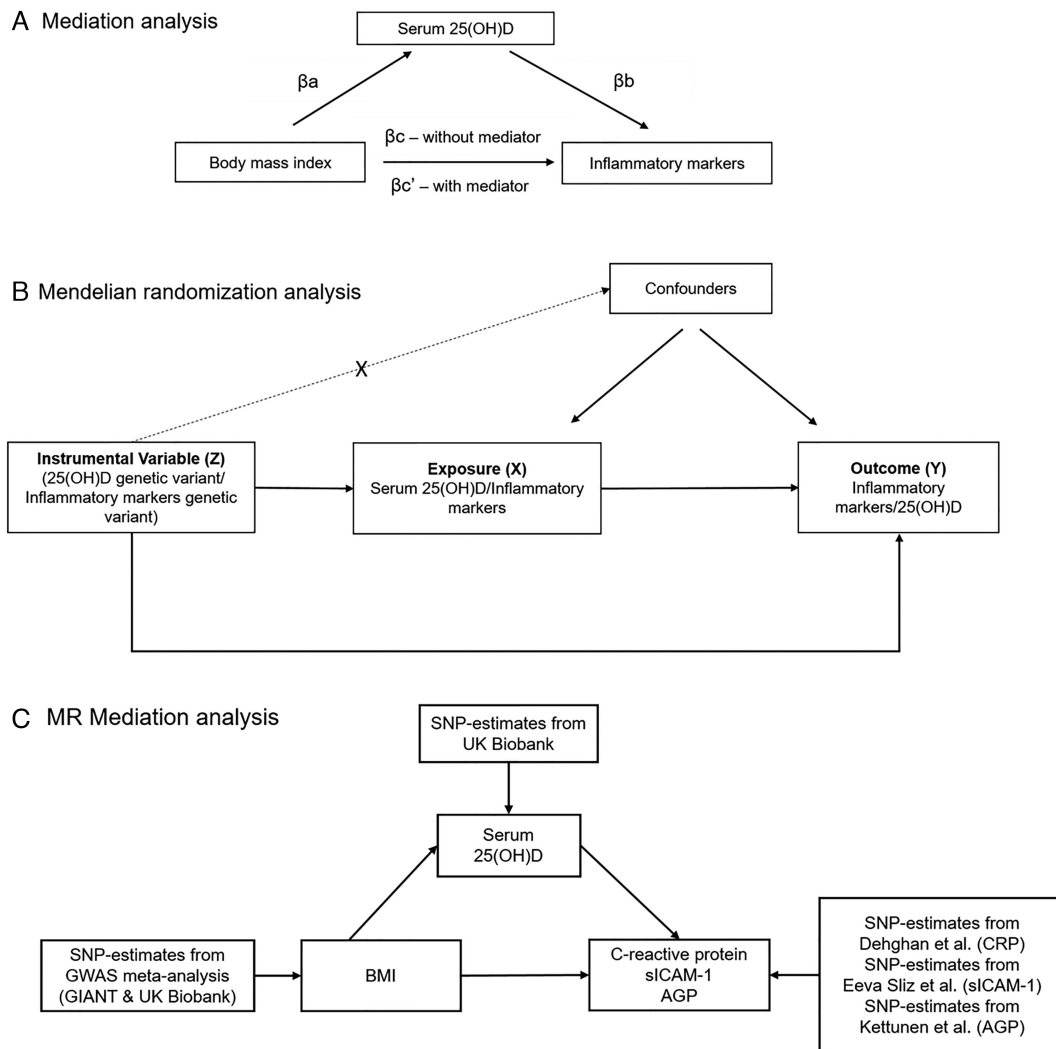 A Mediation analysis
Serum 25(OH)D
βa
βb
Body mass index
βc – without mediator
βc’ – with mediator
Inflammatory markers
B Mendelian randomization analysis
Confounders
X
Instrumental Variable (Z)
(25(OH)D genetic variant/
Inflammatory markers genetic
variant)
Exposure (X)
Serum 25(OH)D/Inflammatory
markers
Outcome (Y)
Inflammatory
markers/25(OH)D
C MR Mediation analysis
SNP-estimates from
UK Biobank
Serum
25(OH)D
SNP-estimates from
GWAS meta-analysis
(GIANT & UK Biobank)
BMI
C-reactive protein
sICAM-1
AGP
SNP-estimates from
Dehghan et al. (CRP)
SNP-estimates from
Eeva Sliz et al. (sICAM-1)
SNP-estimates from
Kettunen et al. (AGP)